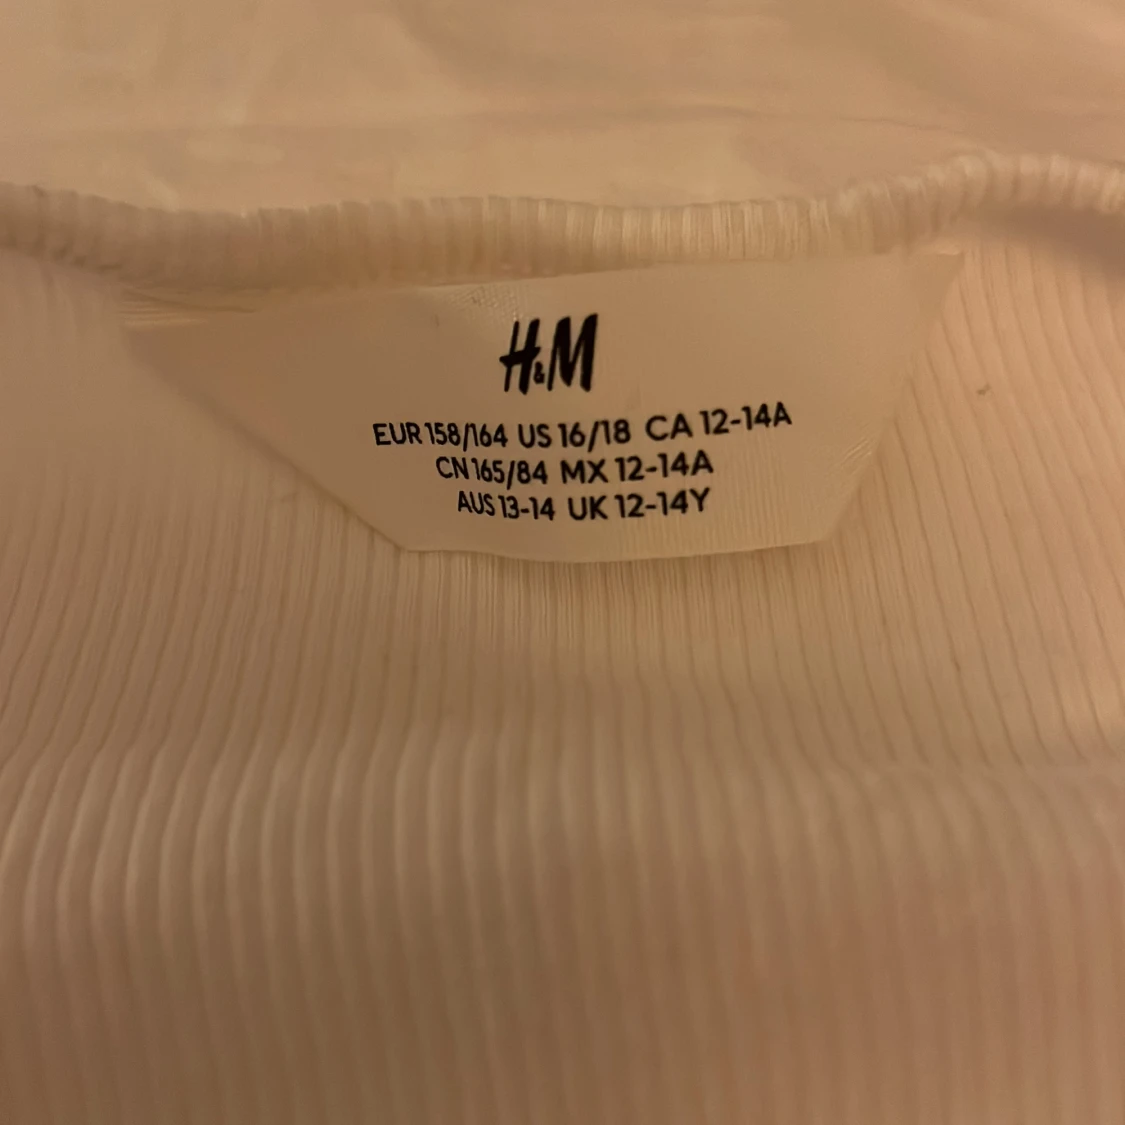 H&M
EUR 158/164 US 16/18 CA 12-14A
CN 165/84 MX 12-14A
AUS 13-14 UK 12-14Y